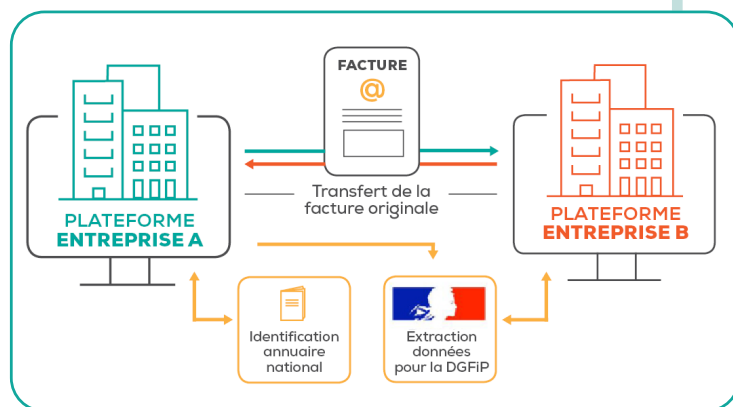 FACTURE
@
Transfert de la
facture originale
PLATEFORME
ENTREPRISE A
PLATEFORME
ENTREPRISE B
Identification
annuaire
national
Extraction
données
pour la DGFiP